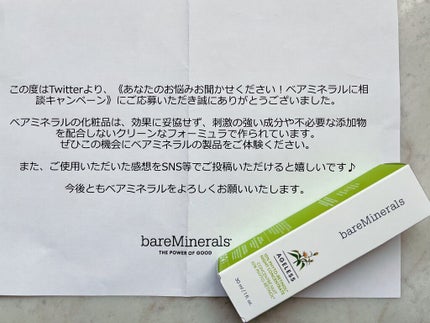 この度はTwitterより、《あなたのお悩みお聞かせください！ベアミネラルに相
談キャンペーン》にご応募いただき誠にありがとうございました。
ベアミネラルの化粧品は、効果に妥協せず、刺激の強い成分や不必要な添加物
を配合しないクリーンなフォーミュラで作られています。
ぜひこの機会にベアミネラルの製品をご体験ください。
また、ご使用いただいた感想をSNS等でご投稿いただけると嬉しいです♪
今後ともベアミネラルをよろしくお願いいたします。
bareMinerals
THE POWER OF GOOD
bareMinerals
AGELESS
10% PHYTO-RETINOL
NIGHT CONCENTRATE
30 ml / 1 fl. oz.